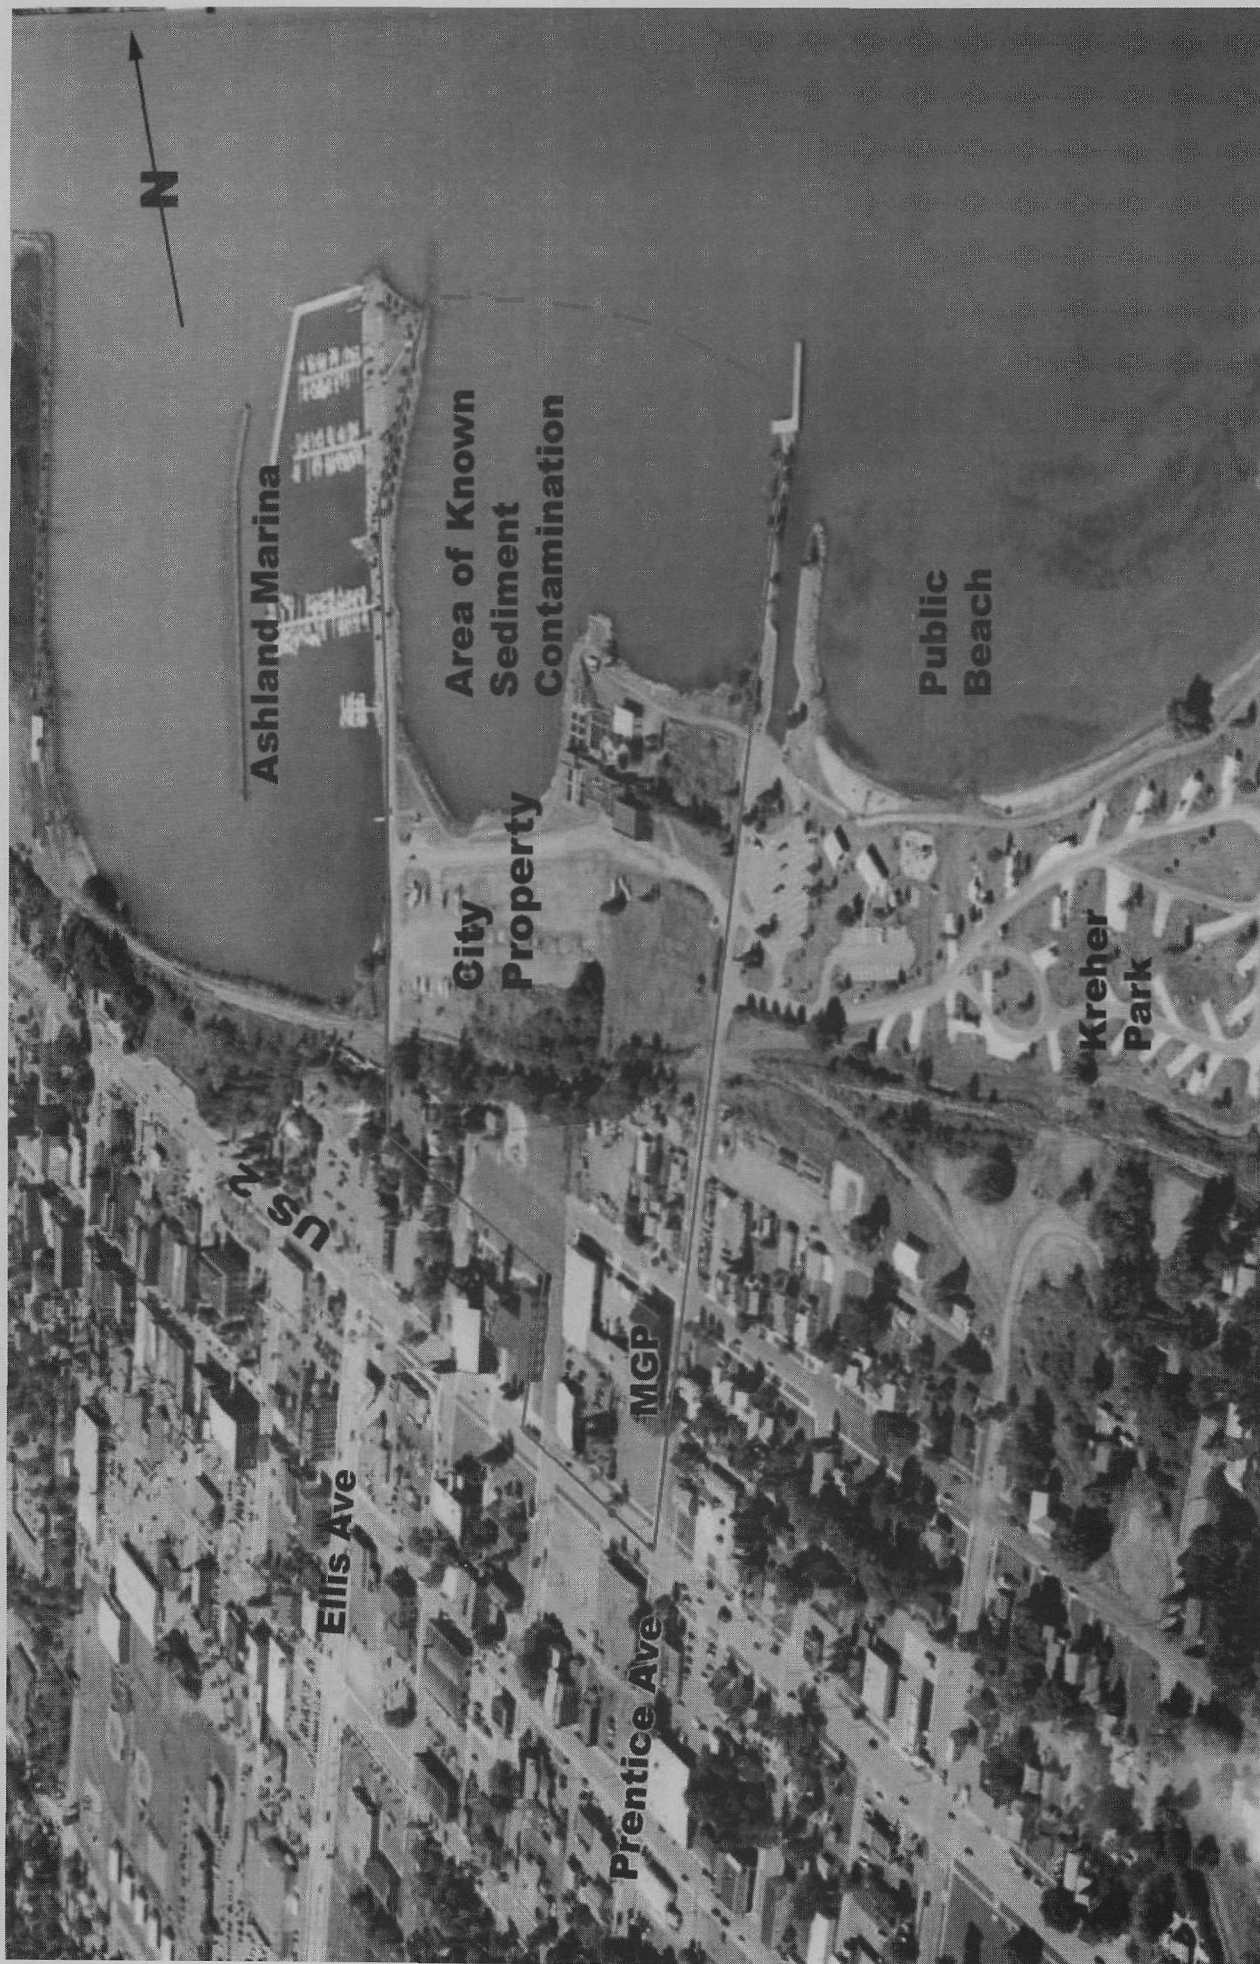 N
Ashland Marina
Area of Known
Sediment
Contamination
Public
Beach
City
Property
Kreher
Park
US 2
MGP
Ellis Ave
Prentice Ave